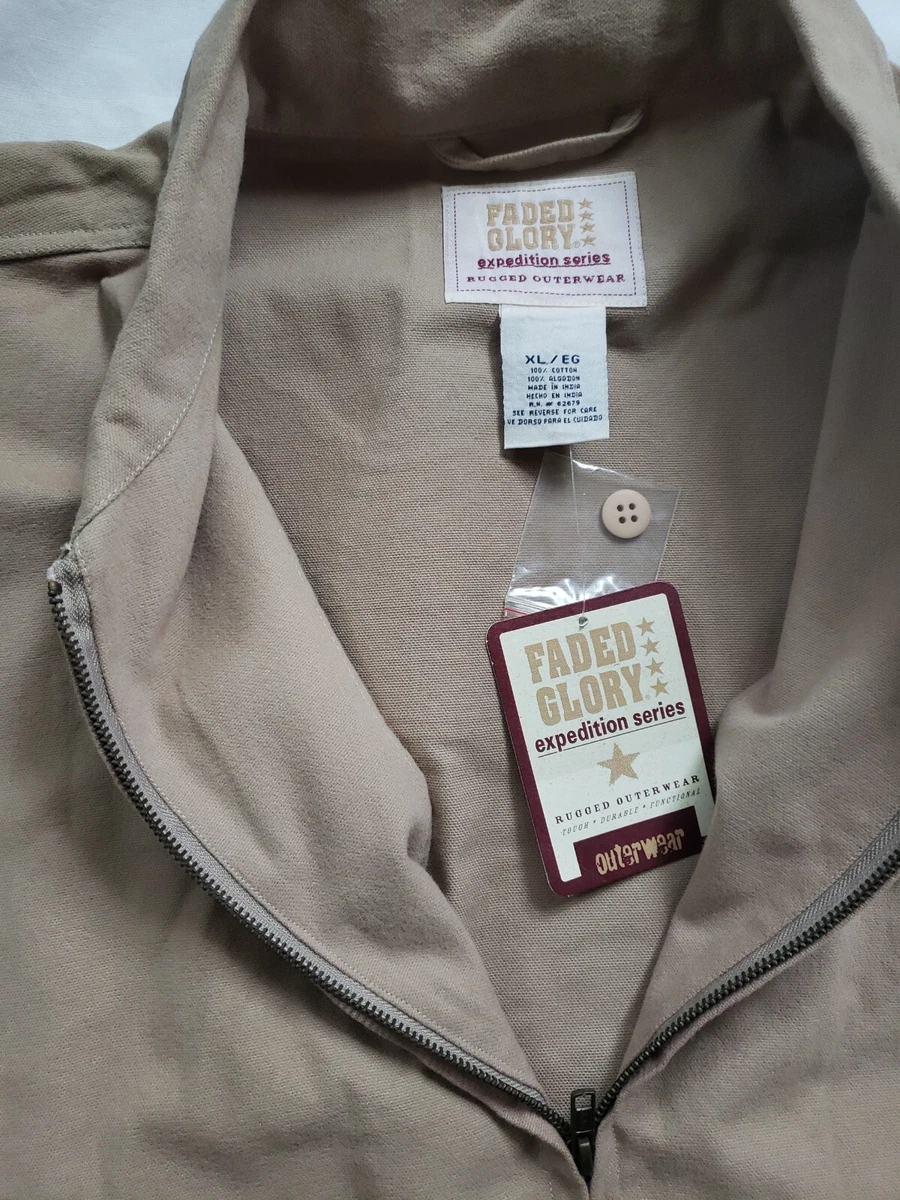 FADED
GLORY®
expedition series
RUGGED OUTERWEAR
XL/EG
100% COTTON
100% ALGODON
MADE IN INDIA
HECHO EN INDIA
R.N. # 62679
SEE REVERSE FOR CARE
VE DORSO PARA EL CUIDADO
FADED
GLORY®
expedition series
RUGGED OUTERWEAR
TOUGH * DURABLE * FUNCTIONAL
outerwear